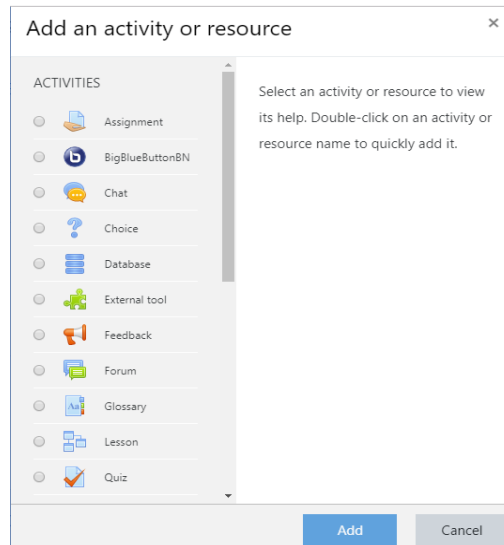 Add an activity or resource
×
ACTIVITIES
Assignment
BigBlueButtonBN
Chat
Choice
Database
External tool
Feedback
Forum
Glossary
Lesson
Quiz
Select an activity or resource to view
its help. Double-click on an activity or
resource name to quickly add it.
Add
Cancel